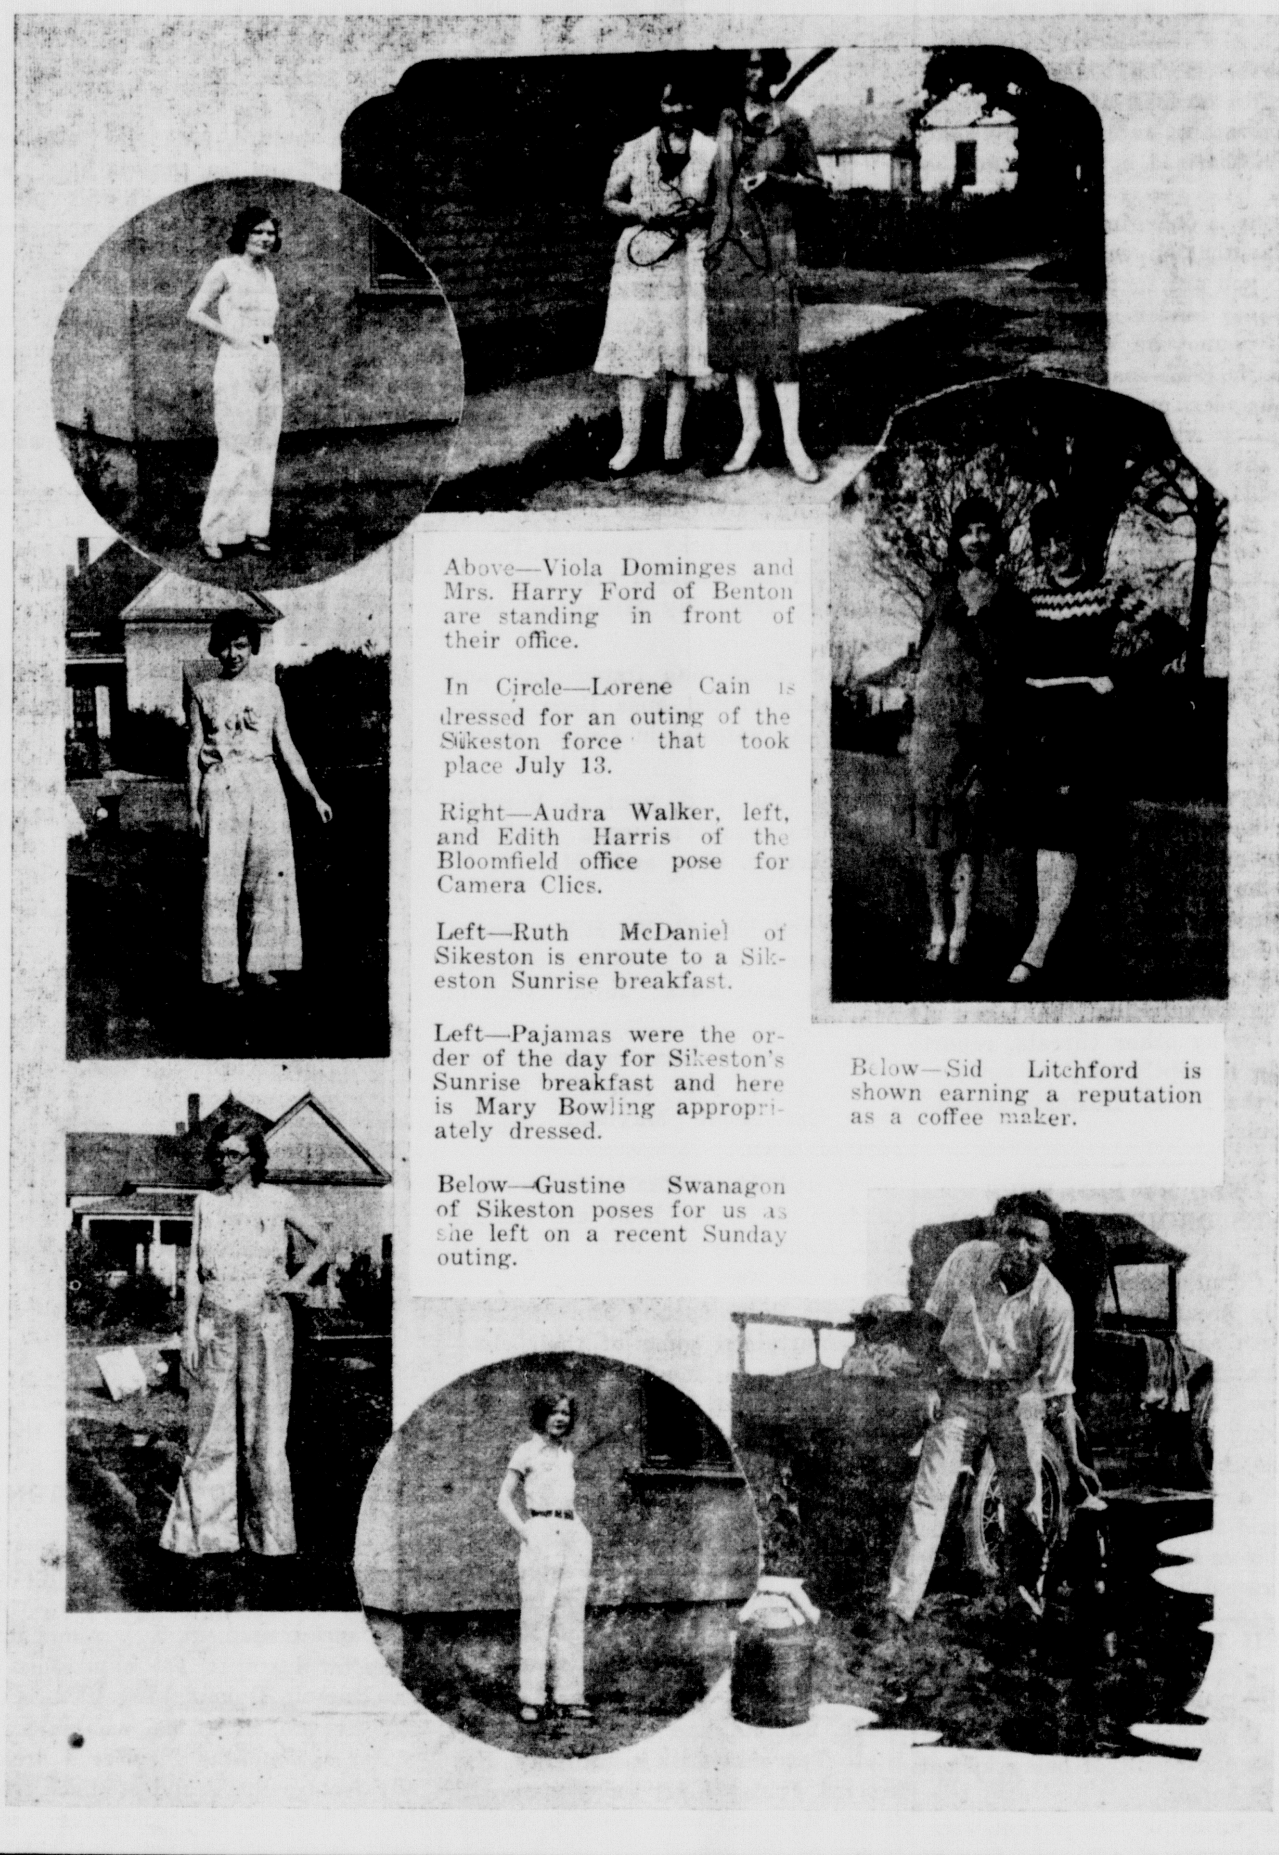 Above—Viola Dominges and
Mrs. Harry Ford of Benton
are standing in front of
their office.
In Circle—Lorene Cain is
dressed for an outing of the
Sikeston force that took
place July 13.
Right—Audra Walker, left,
and Edith Harris of the
Bloomfield office pose for
Camera Clics.
Left—Ruth McDaniel of
Sikeston is enroute to a Sik-
eston Sunrise breakfast.
Left—Pajamas were the or-
der of the day for Sikeston's
Sunrise breakfast and here
is Mary Bowling appropri-
ately dressed.
Below—Gustine Swanagon
of Sikeston poses for us as
she left on a recent Sunday
outing.
Below—Sid Litchford is
shown earning a reputation
as a coffee maker.